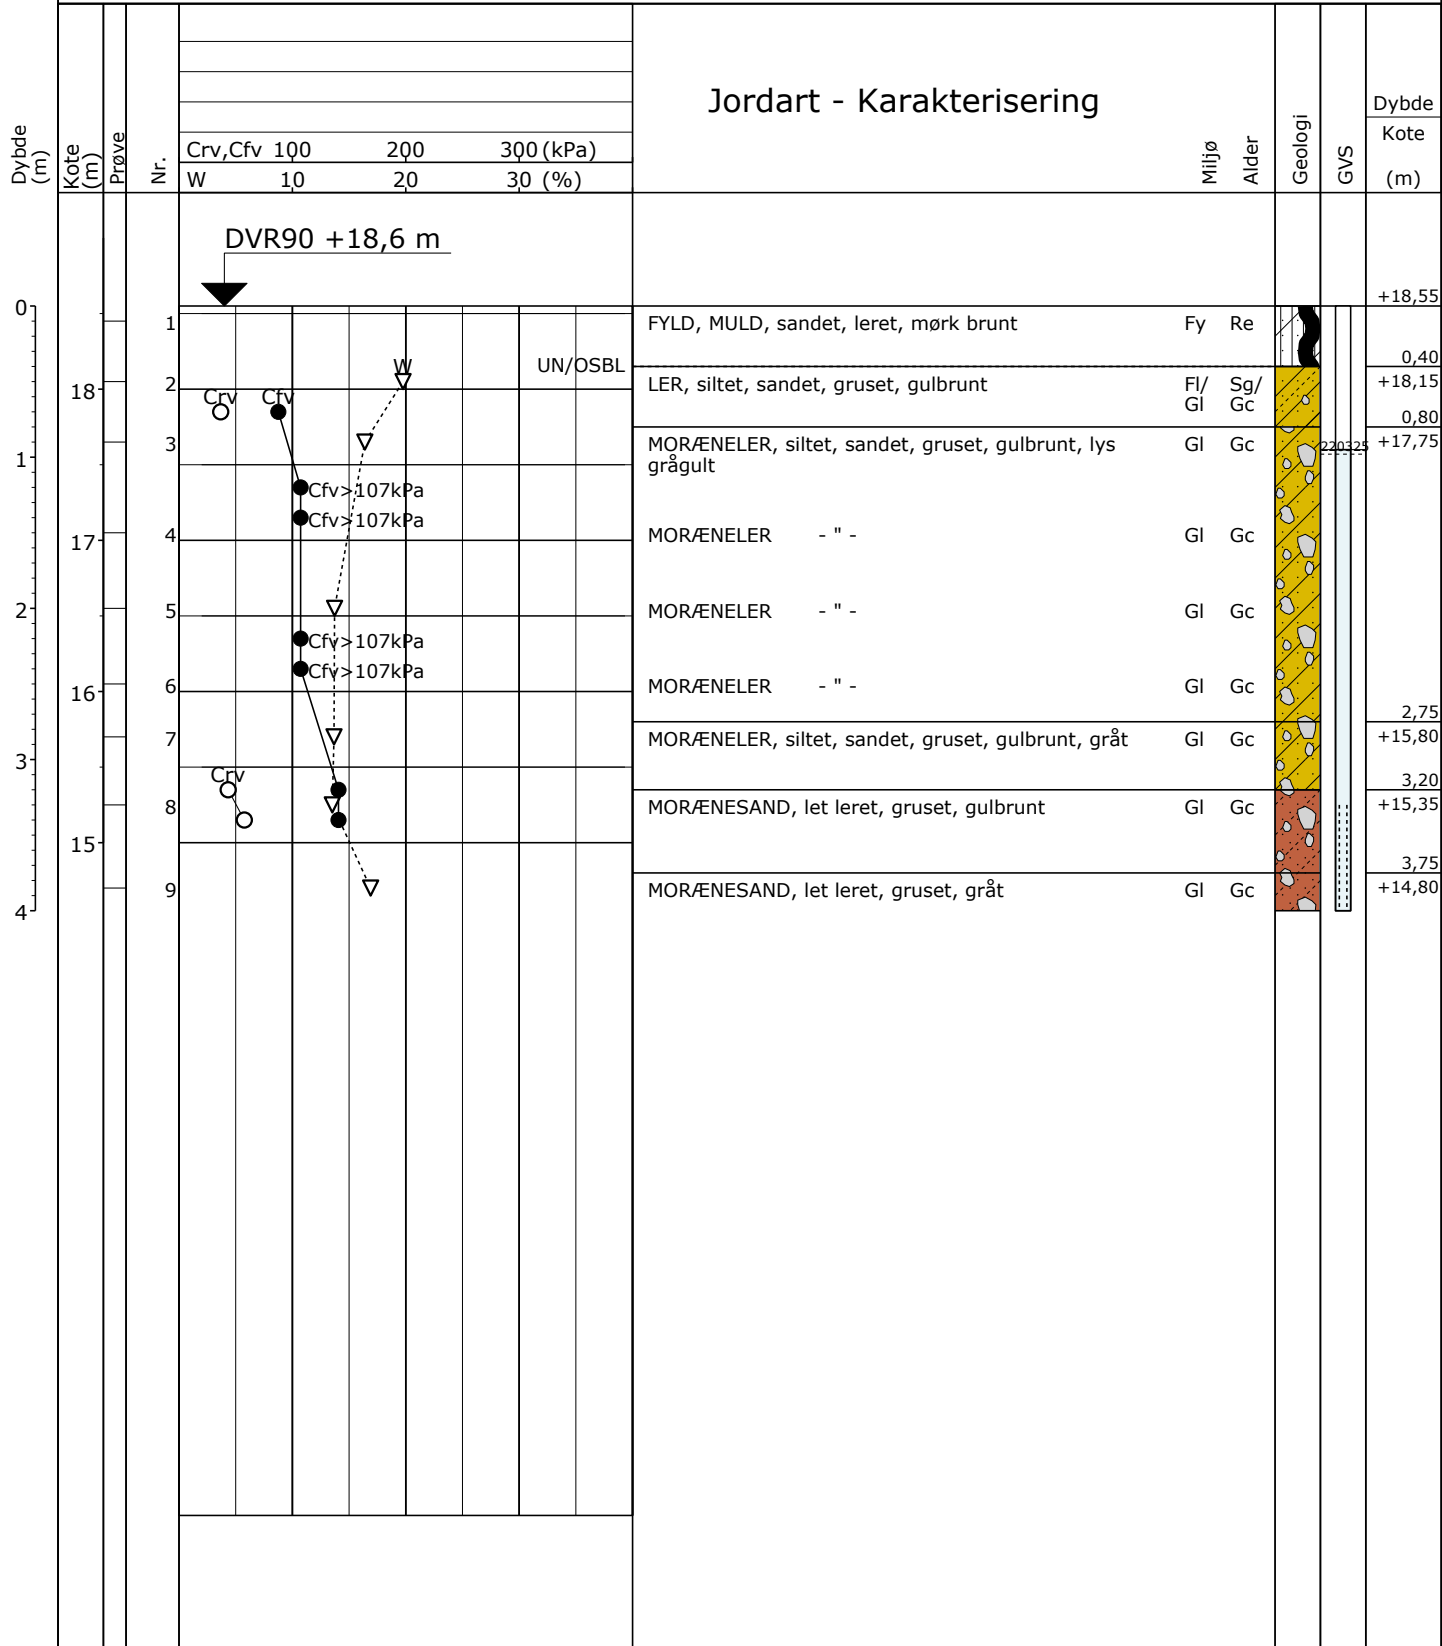 Jordart - Karakterisering
Dybde (m)
Kote (m)
Prøve
Nr.
Crv,Cfv 100 200 300 (kPa)
W 10 20 30 (%)
Miljø
Alder
Geologi
GVS
Dybde
Kote
(m)
DVR90 +18,6 m
0
+18,55
1 FYLD, MULD, sandet, leret, mørk brunt Fy Re
W UN/OSBL
0,40
18 2 LER, siltet, sandet, gruset, gulbrunt Fl/ Sg/ +18,15
Crv Cfv Gl Gc
0,80
3 MORÆNELER, siltet, sandet, gruset, gulbrunt, lys Gl Gc 220325 +17,75
1 grågult
Cfv>107kPa
Cfv>107kPa
17 4 MORÆNELER - " - Gl Gc
2 5 MORÆNELER - " - Gl Gc
Cfv>107kPa
Cfv>107kPa
16 6 MORÆNELER - " - Gl Gc
2,75
7 MORÆNELER, siltet, sandet, gruset, gulbrunt, gråt Gl Gc +15,80
3
Crv
3,20
8 MORÆNESAND, let leret, gruset, gulbrunt Gl Gc +15,35
15
3,75
9 MORÆNESAND, let leret, gruset, gråt Gl Gc +14,80
4